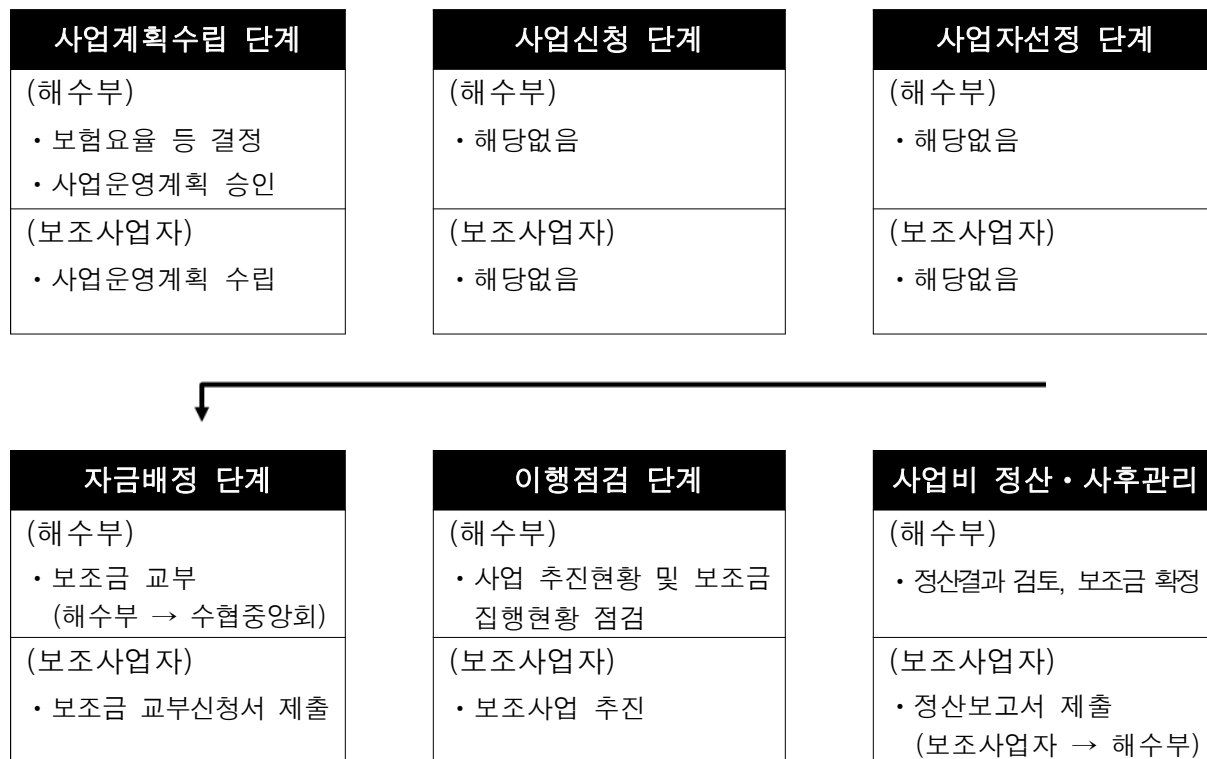 사업계획수립 단계
(해수부)
・보험요율 등 결정
・사업운영계획 승인
(보조사업자)
・사업운영계획 수립
사업신청 단계
(해수부)
・해당없음
(보조사업자)
・해당없음
사업자선정 단계
(해수부)
・해당없음
(보조사업자)
・해당없음
자금배정 단계
(해수부)
・보조금 교부
(해수부 → 수협중앙회)
(보조사업자)
・보조금 교부신청서 제출
이행점검 단계
(해수부)
・사업 추진현황 및 보조금
집행현황 점검
(보조사업자)
・보조사업 추진
사업비 정산・사후관리
(해수부)
・정산결과 검토, 보조금 확정
(보조사업자)
・정산보고서 제출
(보조사업자 → 해수부)